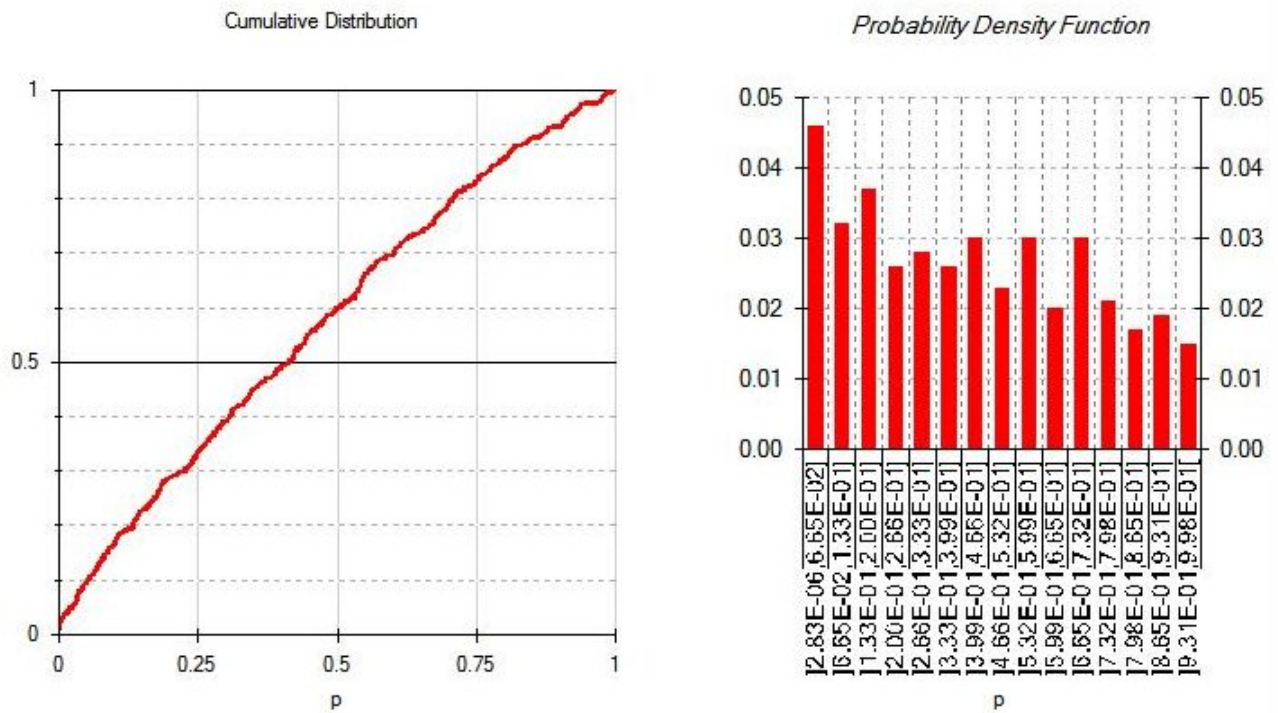 Cumulative Distribution
1
0.5
0
0
0.25
0.5
0.75
1
p
Probability Density Function
0.05
0.04
0.03
0.02
0.01
0.00
0.05
0.04
0.03
0.02
0.01
0.00
]2.83E-06,6.65E-02]
]6.65E-02,1.33E-01]
]1.33E-01,2.00E-01]
]2.00E-01,2.66E-01]
]2.66E-01,3.33E-01]
]3.33E-01,3.99E-01]
]3.99E-01,4.66E-01]
]4.66E-01,5.32E-01]
]5.32E-01,5.99E-01]
]5.99E-01,6.65E-01]
]6.65E-01,7.32E-01]
]7.32E-01,7.98E-01]
]7.98E-01,8.65E-01]
]8.65E-01,9.31E-01]
]9.31E-01,9.98E-01[
p